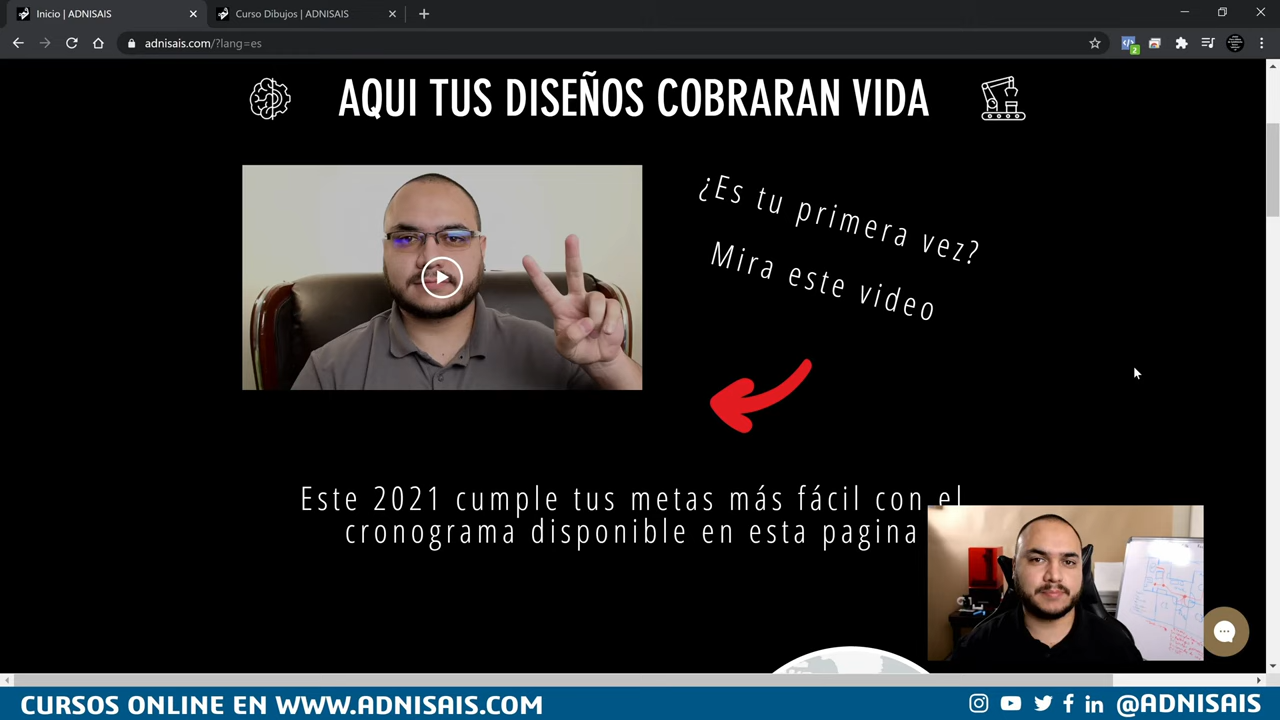 Inicio | ADNISAIS
Curso Dibujos | ADNISAIS
adnisais.com/?lang=es
2
AQUI TUS DISEÑOS COBRARAN VIDA
¿Es tu primera vez?
Mira este video
Este 2021 cumple tus metas más fácil con el
cronograma disponible en esta pagina
CURSOS ONLINE EN WWW.ADNISAIS.COM
@ADNISAIS